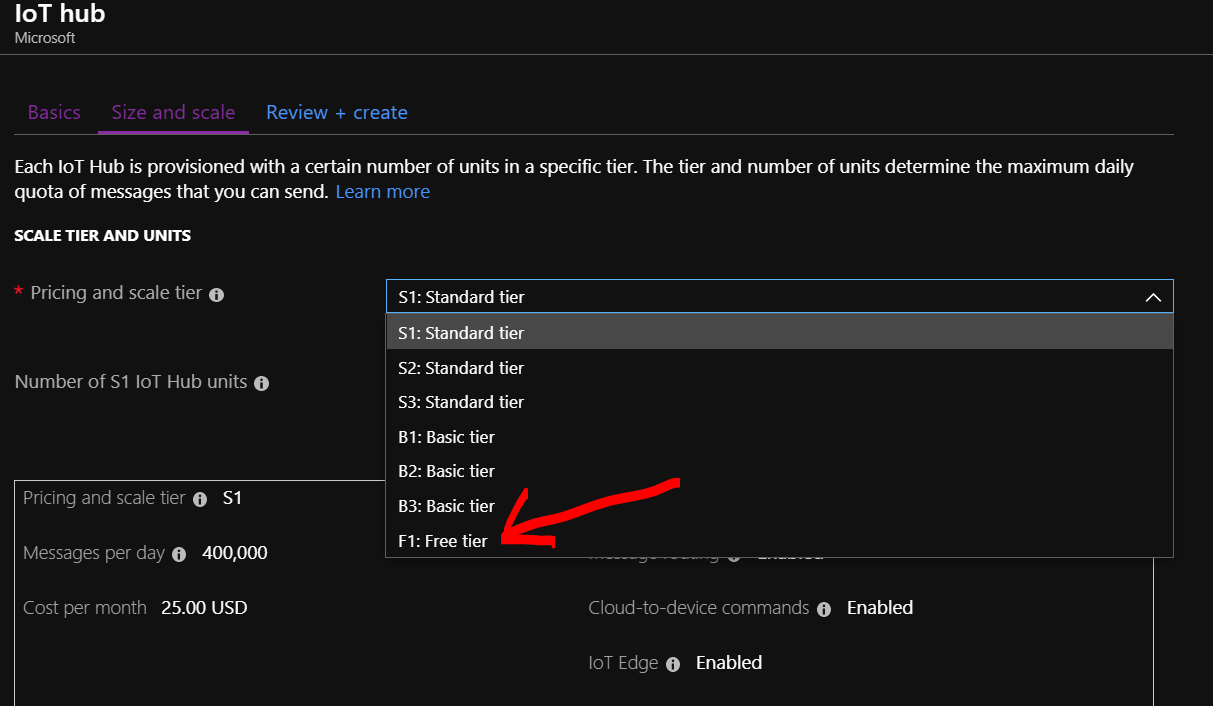 IoT hub
Microsoft
Basics Size and scale Review + create
Each IoT Hub is provisioned with a certain number of units in a specific tier. The tier and number of units determine the maximum daily
quota of messages that you can send. Learn more
SCALE TIER AND UNITS
* Pricing and scale tier
S1: Standard tier
S1: Standard tier
S2: Standard tier
Number of S1 IoT Hub units
S3: Standard tier
B1: Basic tier
B2: Basic tier
B3: Basic tier
F1: Free tier
Pricing and scale tier S1
Messages per day 400,000
Message routing Enabled
Cost per month 25.00 USD
Cloud-to-device commands Enabled
IoT Edge Enabled